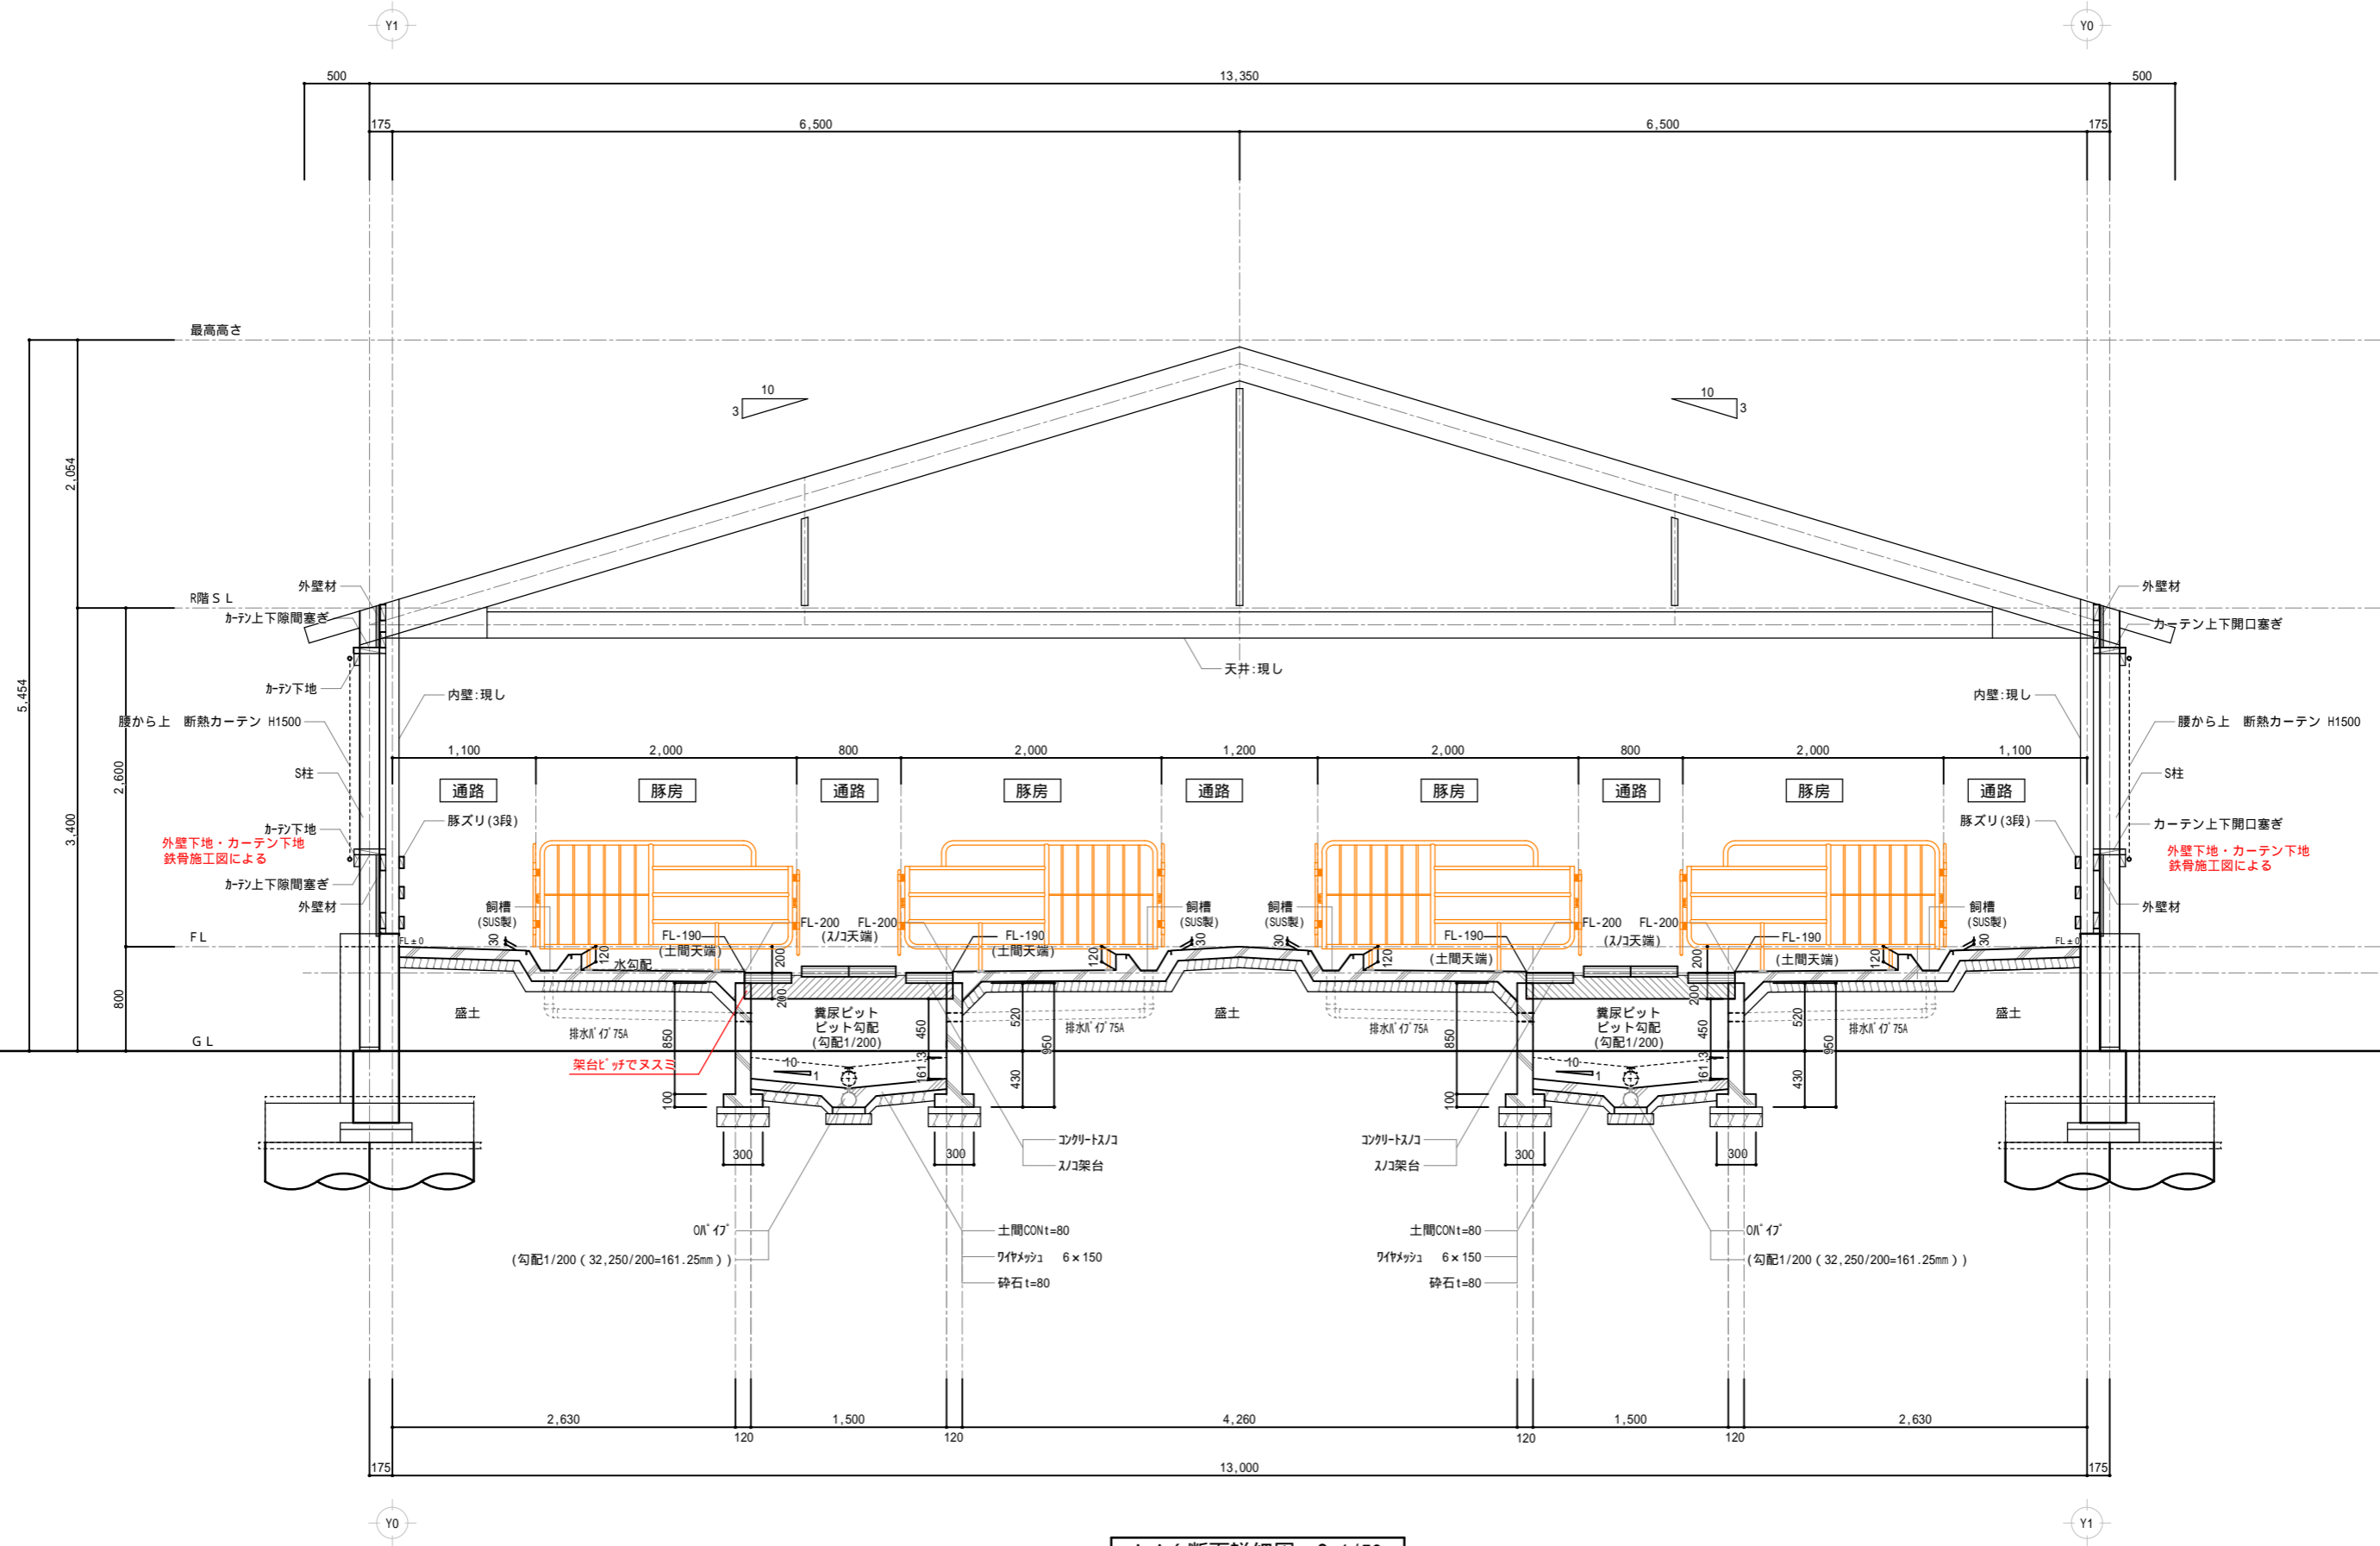 Y1
Y0
500
13,350
500
175
6,500
6,500
175
最高高さ
10
3
10
3
2,054
5,454
外壁材
R階ＳＬ
カーテン上下隙間塞ぎ
外壁材
カーテン上下開口塞ぎ
天井:現し
カーテン下地
内壁:現し
内壁:現し
腰から上　断熱カーテン H1500
腰から上　断熱カーテン H1500
1,100
2,000
800
2,000
1,200
2,000
800
2,000
1,100
2,600
3,400
S柱
S柱
通路
豚房
通路
豚房
通路
豚房
通路
豚房
通路
カーテン下地
豚ズリ(3段)
豚ズリ(3段)
カーテン上下開口塞ぎ
外壁下地・カーテン下地
鉄骨施工図による
外壁下地・カーテン下地
鉄骨施工図による
カーテン上下隙間塞ぎ
外壁材
外壁材
飼槽
(SUS製)
飼槽
(SUS製)
飼槽
(SUS製)
飼槽
(SUS製)
FL-200
FL-200
(スノコ天端)
FL-200
FL-200
(スノコ天端)
FL-190
(土間天端)
FL-190
(土間天端)
FL-190
(土間天端)
FL-190
(土間天端)
ＦＬ
FL±0
FL±0
30
30
30
30
120
120
120
120
水勾配
200
200
200
200
800
盛土
盛土
盛土
排水パイプ75A
排水パイプ75A
排水パイプ75A
排水パイプ75A
糞尿ピット
ピット勾配
(勾配1/200)
糞尿ピット
ピット勾配
(勾配1/200)
ＧＬ
850
450
520
950
850
450
520
950
架台ピッチでヌスミ
10
1
161.3
430
10
1
161.3
430
100
100
300
300
300
300
コンクリートスノコ
スノコ架台
コンクリートスノコ
スノコ架台
Oパイプ
(勾配1/200（32,250/200=161.25mm）)
土間CONt=80
ワイヤメッシュ　6×150
砕石t=80
土間CONt=80
ワイヤメッシュ　6×150
砕石t=80
Oパイプ
(勾配1/200（32,250/200=161.25mm）)
2,630
1,500
4,260
1,500
2,630
120
120
120
120
175
13,000
175
Y0
Y1